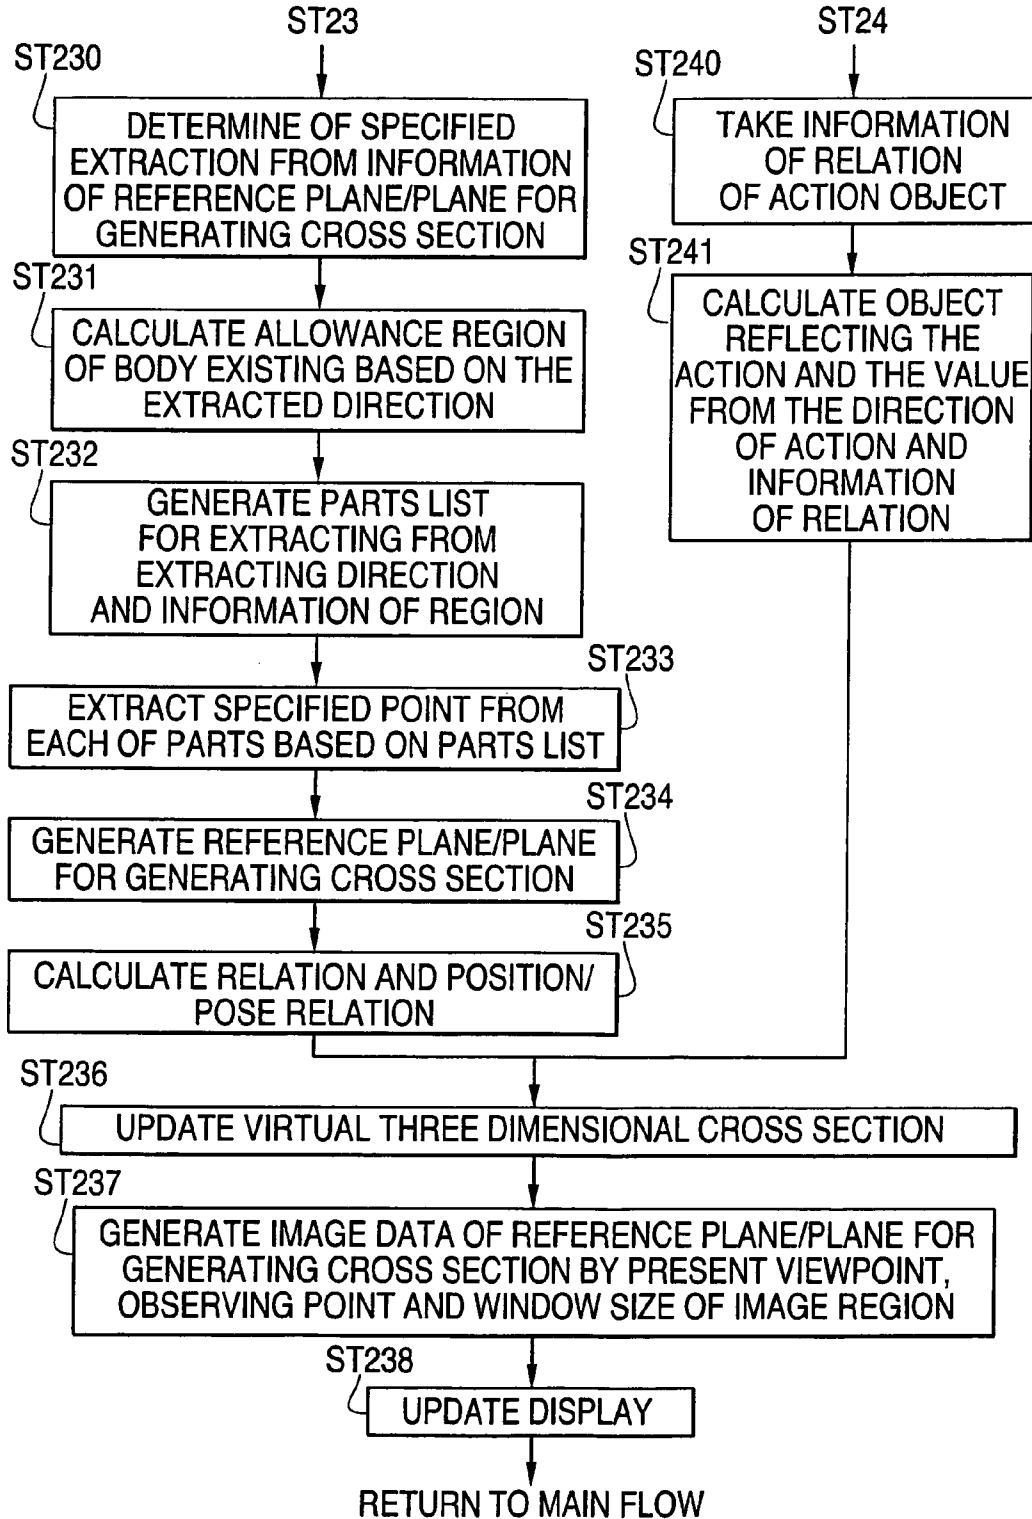 ST23
ST230
DETERMINE OF SPECIFIED
EXTRACTION FROM INFORMATION
OF REFERENCE PLANE/PLANE FOR
GENERATING CROSS SECTION
ST231
CALCULATE ALLOWANCE REGION
OF BODY EXISTING BASED ON THE
EXTRACTED DIRECTION
ST232
GENERATE PARTS LIST
FOR EXTRACTING FROM
EXTRACTING DIRECTION
AND INFORMATION OF REGION
ST233
EXTRACT SPECIFIED POINT FROM
EACH OF PARTS BASED ON PARTS LIST
ST234
GENERATE REFERENCE PLANE/PLANE
FOR GENERATING CROSS SECTION
ST235
CALCULATE RELATION AND POSITION/
POSE RELATION
ST24
ST240
TAKE INFORMATION
OF RELATION
OF ACTION OBJECT
ST241
CALCULATE OBJECT
REFLECTING THE
ACTION AND THE VALUE
FROM THE DIRECTION
OF ACTION AND
INFORMATION
OF RELATION
ST236
UPDATE VIRTUAL THREE DIMENSIONAL CROSS SECTION
ST237
GENERATE IMAGE DATA OF REFERENCE PLANE/PLANE FOR
GENERATING CROSS SECTION BY PRESENT VIEWPOINT,
OBSERVING POINT AND WINDOW SIZE OF IMAGE REGION
ST238
UPDATE DISPLAY
RETURN TO MAIN FLOW